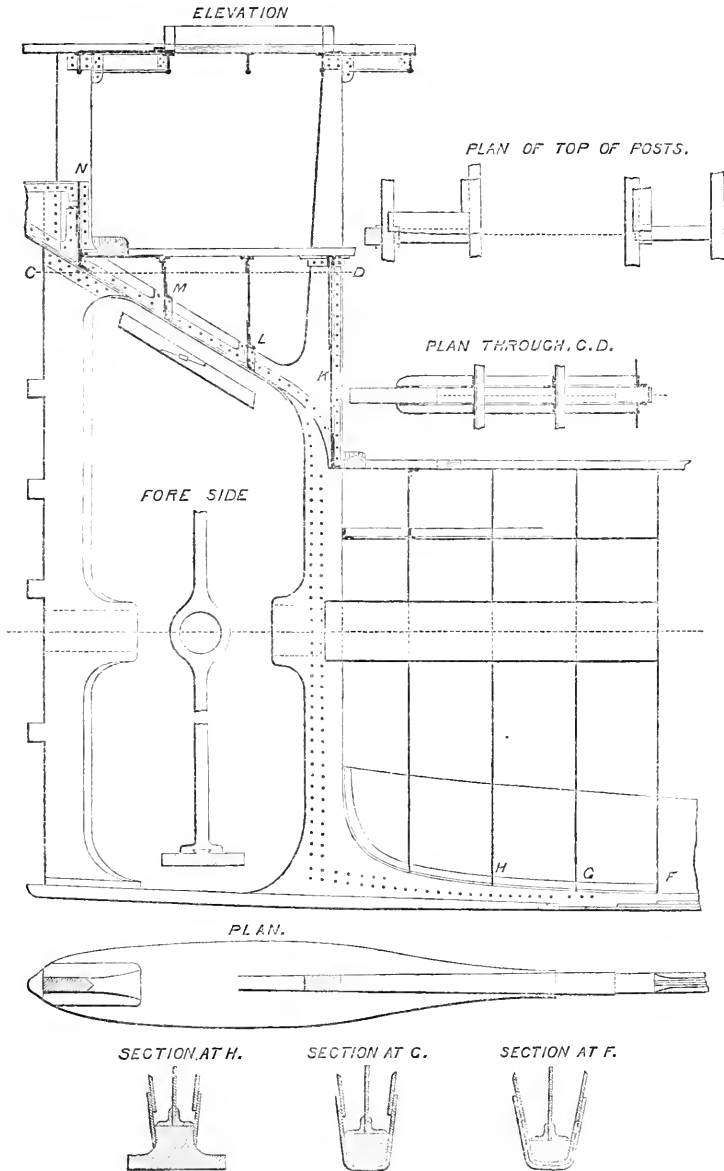 ELEVATION
N
PLAN OF TOP OF POSTS.
C
D
M
L
PLAN THROUGH. C.D.
K
FORE SIDE
H
G
F
PLAN.
SECTION. AT H.
SECTION AT G.
SECTION AT F.